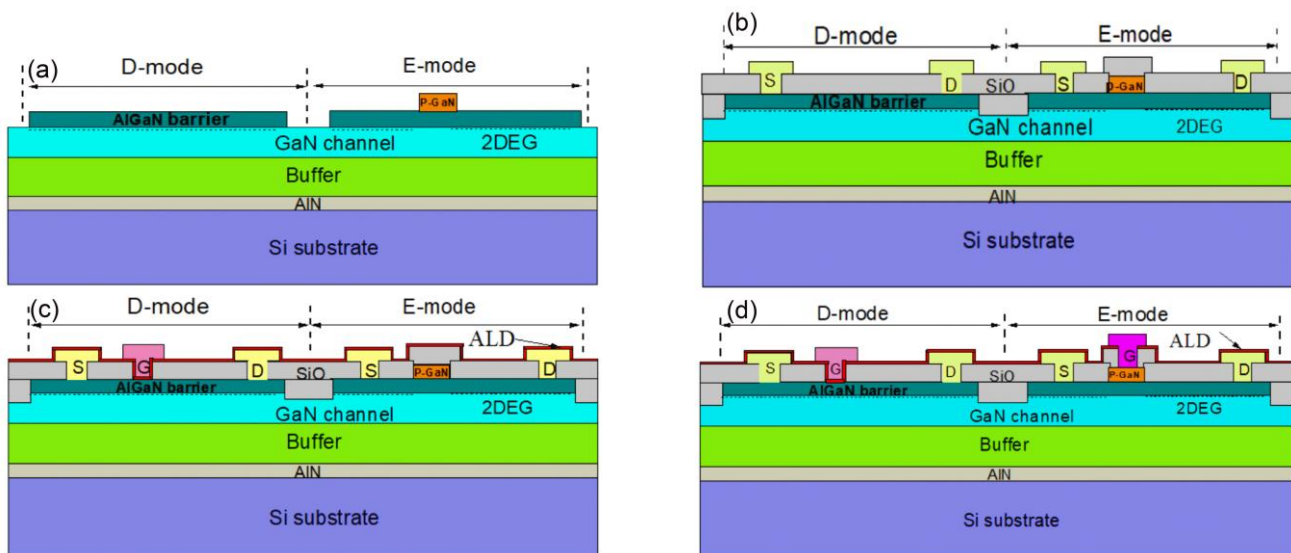 (a)
D-mode
E-mode
P-GaN
AlGaN barrier
GaN channel
2DEG
Buffer
AlN
Si substrate
(b)
D-mode
E-mode
S
D
SiO
S
p-GaN
D
AlGaN barrier
GaN channel
2DEG
Buffer
AlN
Si substrate
(c)
D-mode
E-mode
ALD
S
G
D
SiO
S
P-GaN
D
AlGaN barrier
GaN channel
2DEG
Buffer
AlN
Si substrate
(d)
D-mode
E-mode
ALD
S
G
D
SiO
S
G
P-GaN
D
AlGaN barrier
GaN channel
2DEG
Buffer
AlN
Si substrate